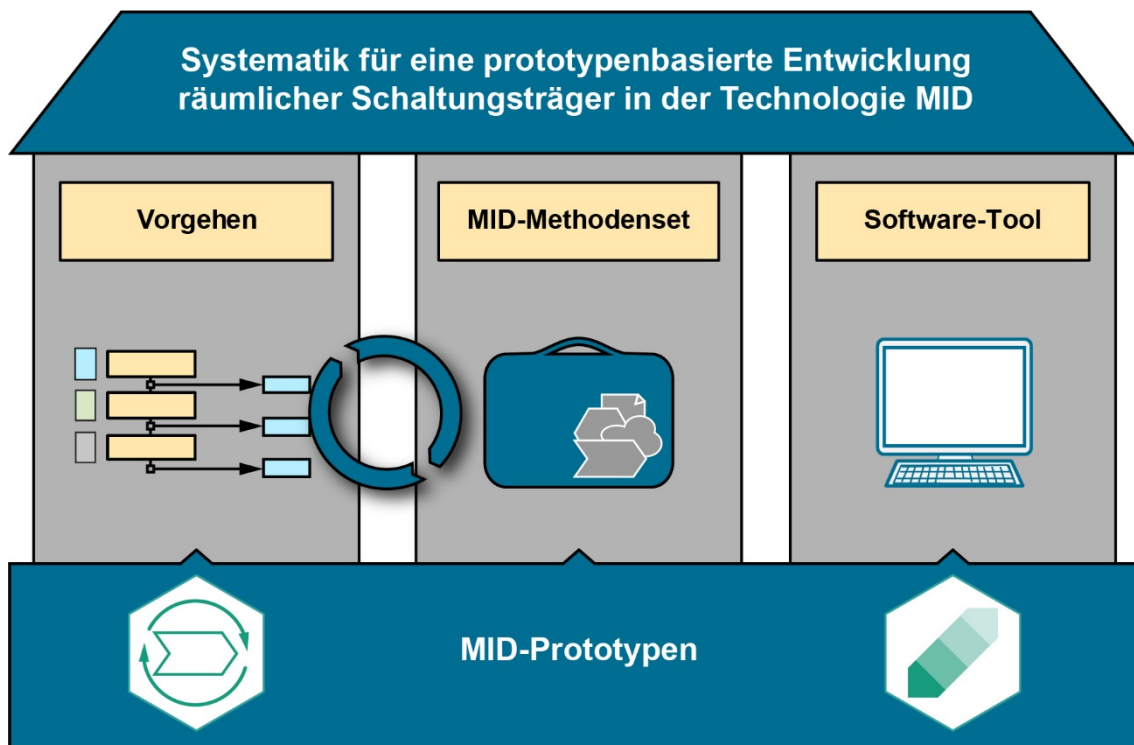 Systematik für eine prototypenbasierte Entwicklung
räumlicher Schaltungsträger in der Technologie MID
Vorgehen
MID-Methodenset
Software-Tool
MID-Prototypen